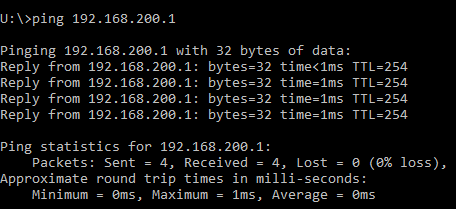 U:\>ping 192.168.200.1
Pinging 192.168.200.1 with 32 bytes of data:
Reply from 192.168.200.1: bytes=32 time<1ms TTL=254
Reply from 192.168.200.1: bytes=32 time=1ms TTL=254
Reply from 192.168.200.1: bytes=32 time=1ms TTL=254
Reply from 192.168.200.1: bytes=32 time=1ms TTL=254
Ping statistics for 192.168.200.1:
    Packets: Sent = 4, Received = 4, Lost = 0 (0% loss),
Approximate round trip times in milli-seconds:
    Minimum = 0ms, Maximum = 1ms, Average = 0ms